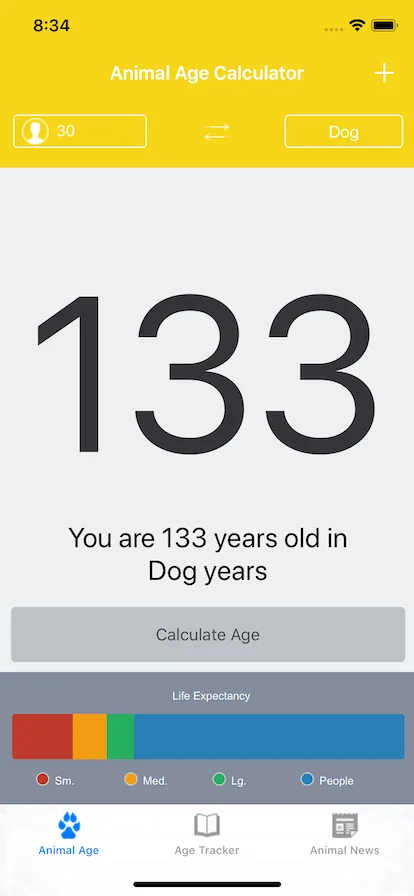 8:34
Animal Age Calculator
30
Dog
133
You are 133 years old in
Dog years
Calculate Age
Life Expectancy
Sm. Med. Lg. People
Animal Age Age Tracker Animal News